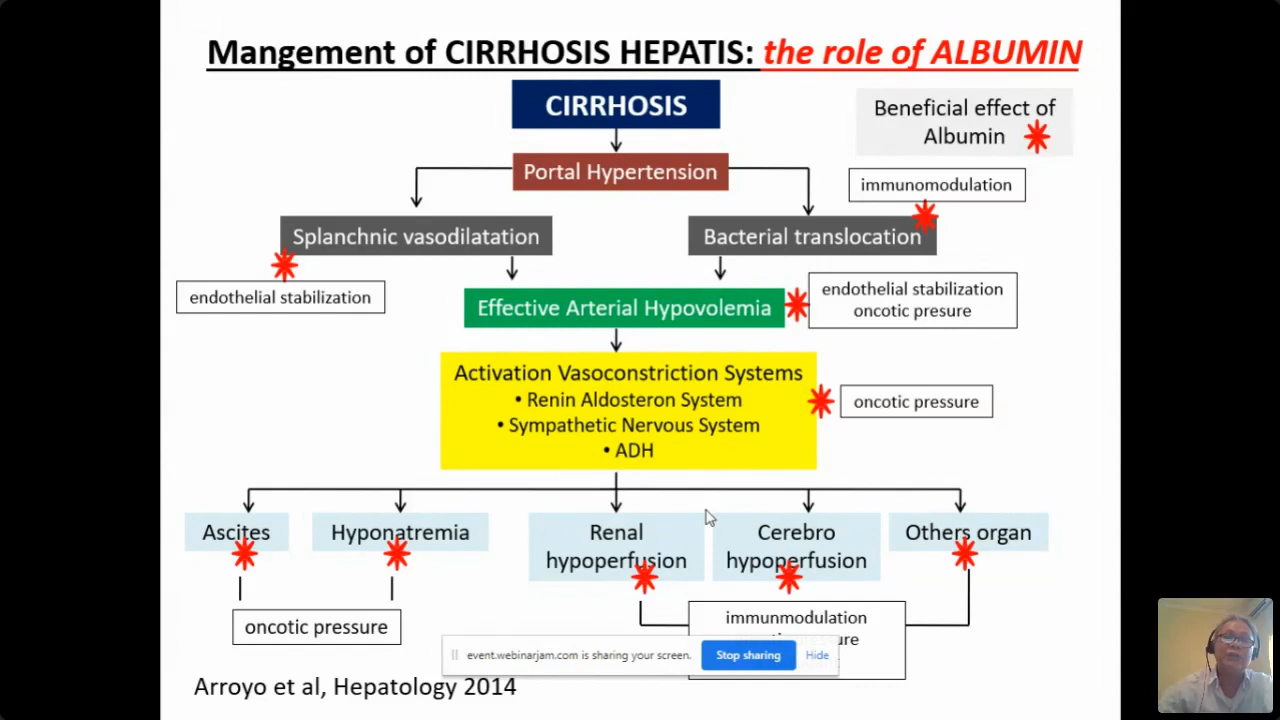 Mangement of CIRRHOSIS HEPATIS: the role of ALBUMIN
CIRRHOSIS
Beneficial effect of
Albumin
Portal Hypertension
immunomodulation
Splanchnic vasodilatation
Bacterial translocation
endothelial stabilization
Effective Arterial Hypovolemia
endothelial stabilization
oncotic presure
Activation Vasoconstriction Systems
• Renin Aldosteron System
• Sympathetic Nervous System
• ADH
oncotic pressure
Ascites
Hyponatremia
Renal
hypoperfusion
Cerebro
hypoperfusion
Others organ
oncotic pressure
immunmodulation
event.webinarjam.com is sharing your screen.
Stop sharing
Hide
Arroyo et al, Hepatology 2014